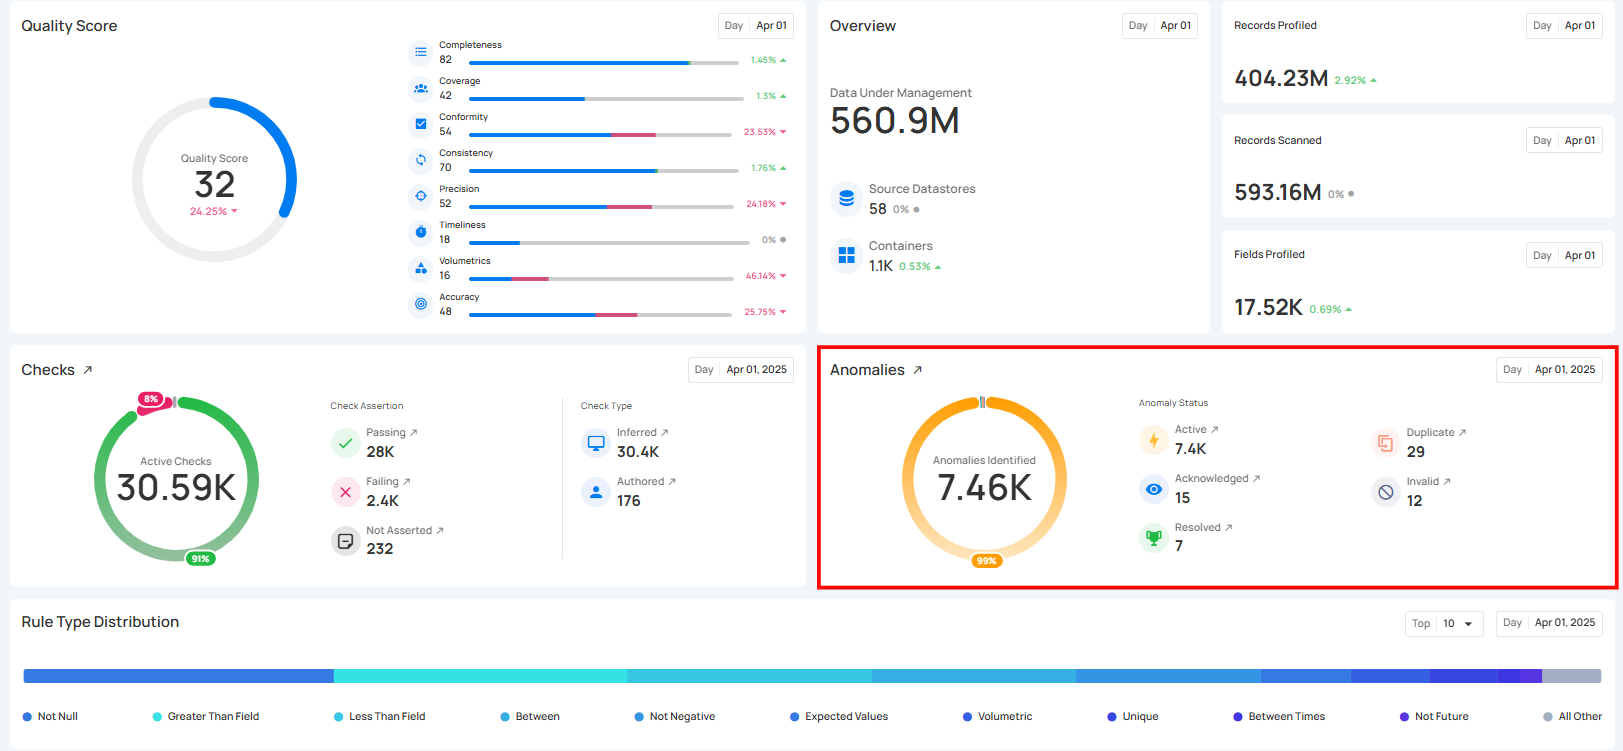 Quality Score
Day Apr 01
Quality Score
32
24.25%
Completeness
82
1.45%
Coverage
42
1.3%
Conformity
54
23.53%
Consistency
70
1.76%
Precision
52
24.18%
Timeliness
18
0%
Volumetrics
16
46.14%
Accuracy
48
25.75%
Overview
Day Apr 01
Data Under Management
560.9M
Source Datastores
58 0%
Containers
1.1K 0.53%
Records Profiled
Day Apr 01
404.23M 2.92%
Records Scanned
Day Apr 01
593.16M 0%
Fields Profiled
Day Apr 01
17.52K 0.69%
Checks
Day Apr 01, 2025
8%
Active Checks
30.59K
91%
Check Assertion
Passing
28K
Failing
2.4K
Not Asserted
232
Check Type
Inferred
30.4K
Authored
176
Anomalies
Day Apr 01, 2025
Anomalies Identified
7.46K
99%
Anomaly Status
Active
7.4K
Acknowledged
15
Resolved
7
Duplicate
29
Invalid
12
Rule Type Distribution
Top 10
Day Apr 01, 2025
Not Null Greater Than Field Less Than Field Between Not Negative Expected Values Volumetric Unique Between Times Not Future All Other